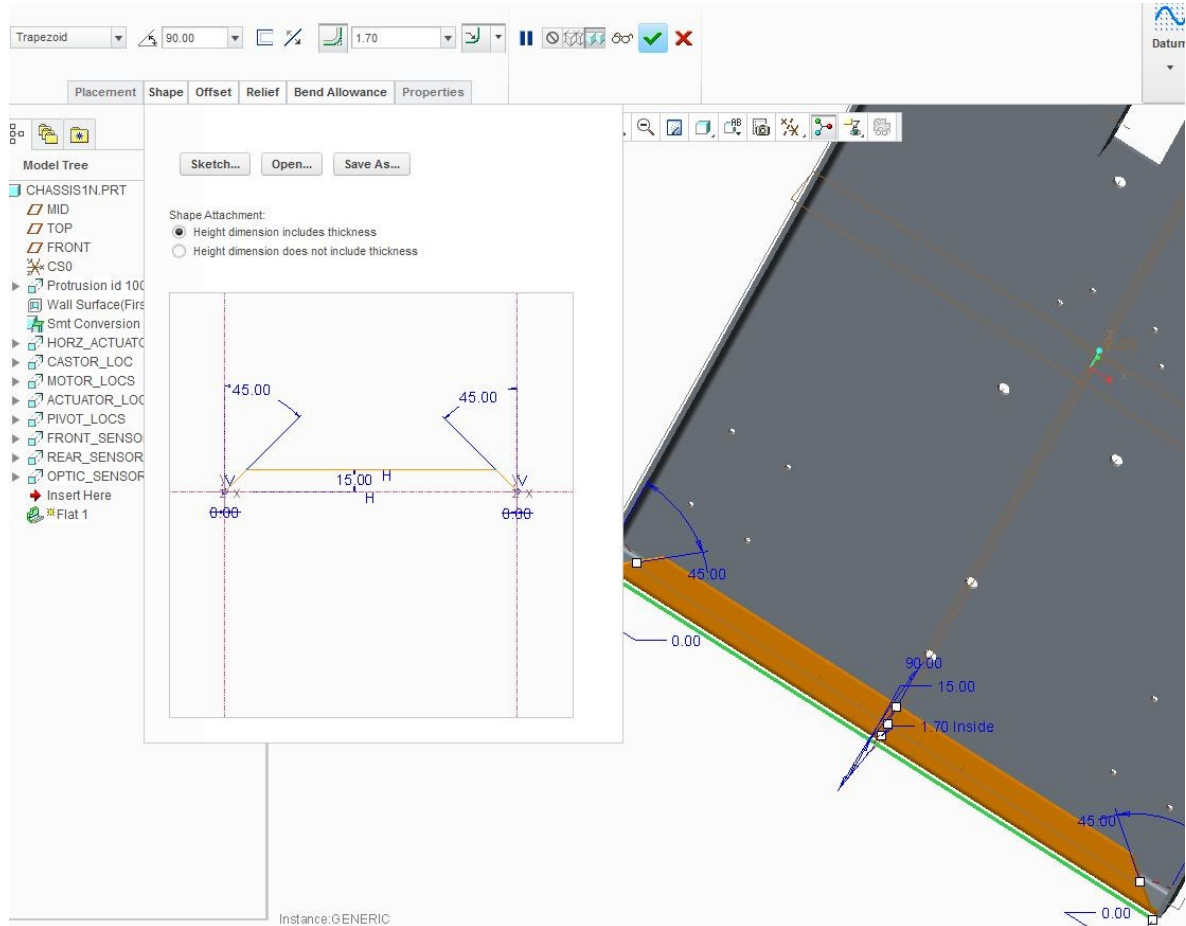 Trapezoid
90.00
1.70
Datum
Placement
Shape
Offset
Relief
Bend Allowance
Properties
Model Tree
Sketch...
Open...
Save As...
CHASSIS1N.PRT
MID
TOP
FRONT
CS0
Protrusion id 100
Wall Surface(Firs
Smt Conversion
HORZ_ACTUATO
CASTOR_LOC
MOTOR_LOCS
ACTUATOR_LOC
PIVOT_LOCS
FRONT_SENSO
REAR_SENSOR
OPTIC_SENSOR
Insert Here
Flat 1
Shape Attachment:
Height dimension includes thickness
Height dimension does not include thickness
45.00
45.00
15.00
H
H
V
V
X
X
0.00
0.00
X
45.00
0.00
90.00
15.00
1.70 Inside
45.00
0.00
Instance:GENERIC